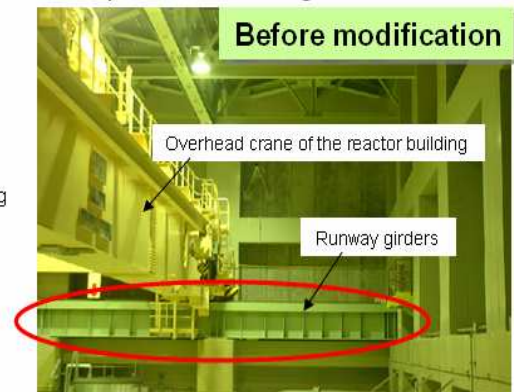 Before modification
Overhead crane of the reactor building
Runway girders
g